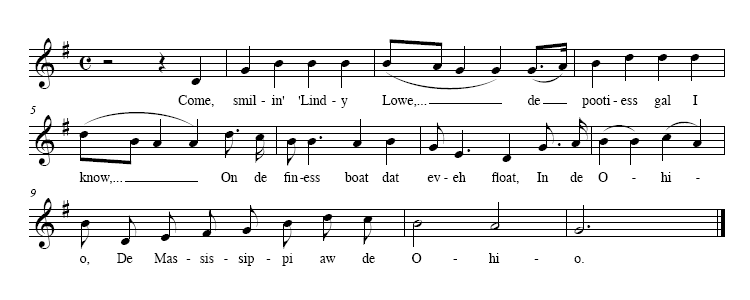 Come, smil - in' 'Lind - y Lowe,... de pooti - ess gal I
5
know,... On de fin-ess boat dat ev - eh float, In de O - hi -
9
o, De Mas - sis - sip - pi aw de O - hi - o.